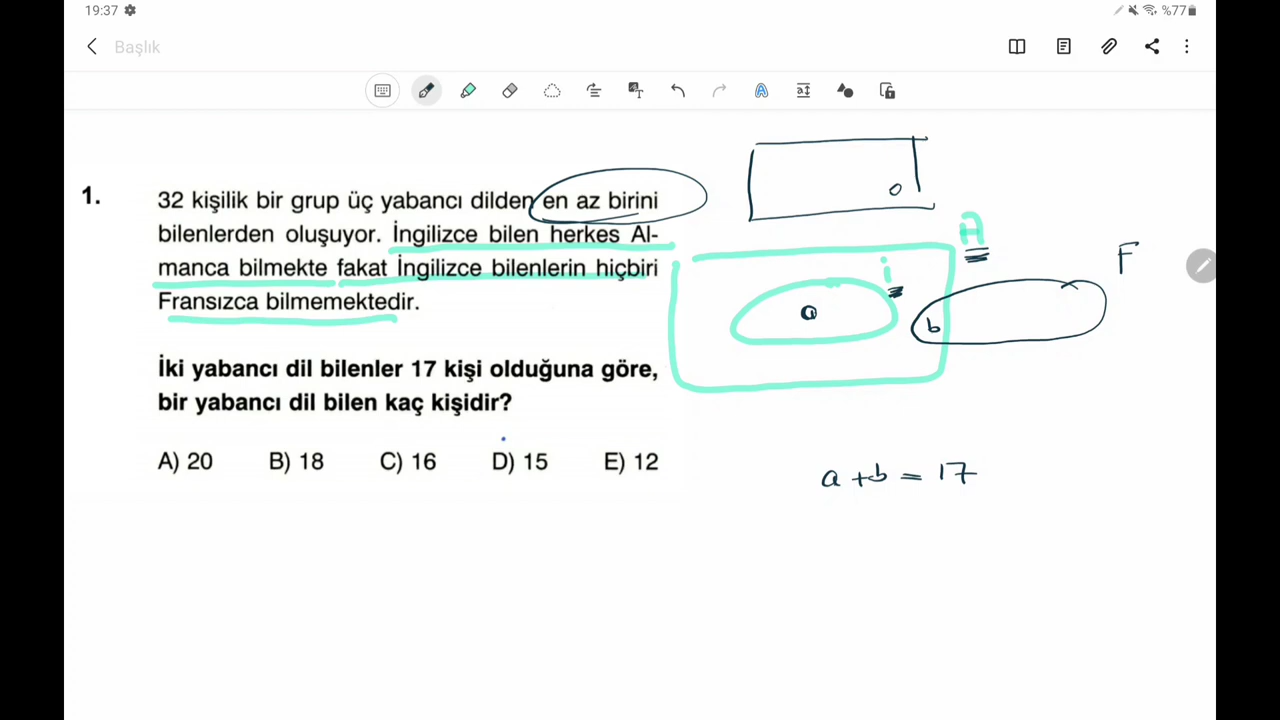 19:37
%77
Başlık
1.
32 kişilik bir grup üç yabancı dilden en az birini
bilenlerden oluşuyor. İngilizce bilen herkes Al-
manca bilmekte fakat İngilizce bilenlerin hiçbiri
Fransızca bilmemektedir.
İki yabancı dil bilenler 17 kişi olduğuna göre,
bir yabancı dil bilen kaç kişidir?
A) 20 B) 18 C) 16 D) 15 E) 12
o
A
F
i
a
b
a + b = 17